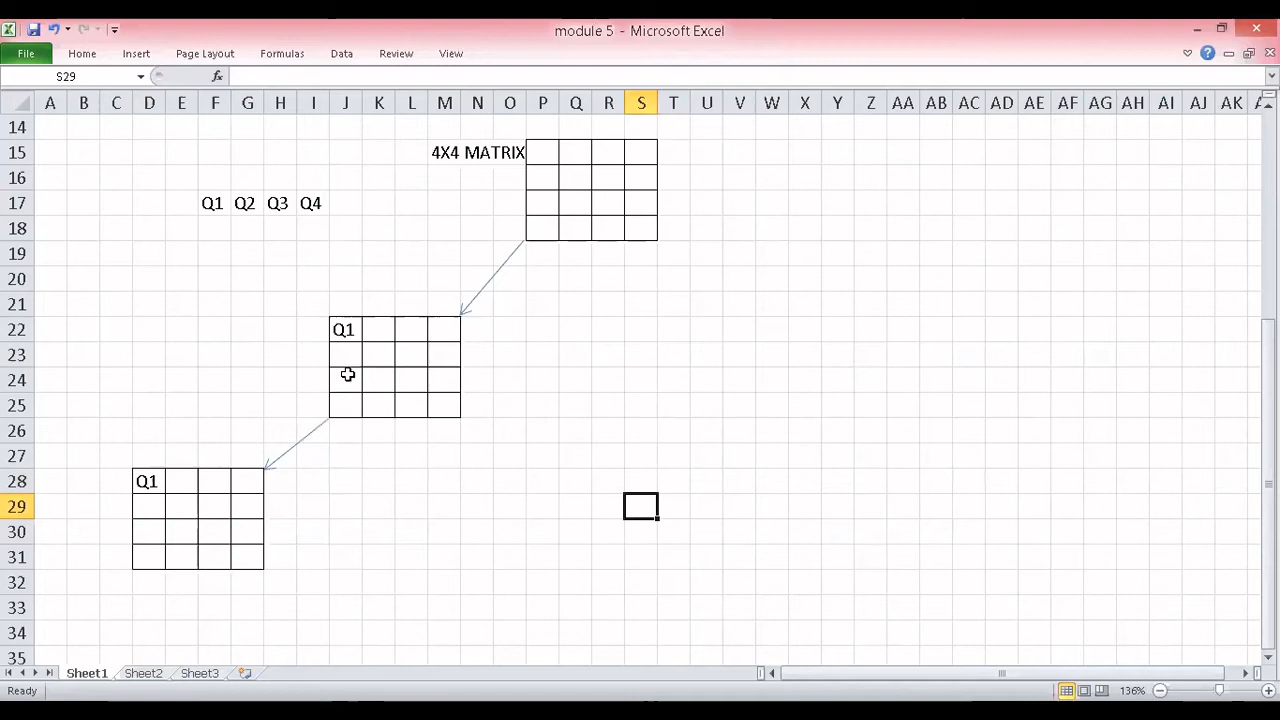 module 5 - Microsoft Excel
File Home Insert Page Layout Formulas Data Review View
S29 fx
A B C D E F G H I J K L M N O P Q R S T U V W X Y Z AA AB AC AD AE AF AG AH AI AJ AK
14
15 4X4 MATRIX
16
17 Q1 Q2 Q3 Q4
18
19
20
21
22 Q1
23
24
25
26
27
28 Q1
29
30
31
32
33
34
35
Sheet1 Sheet2 Sheet3
Ready 136%